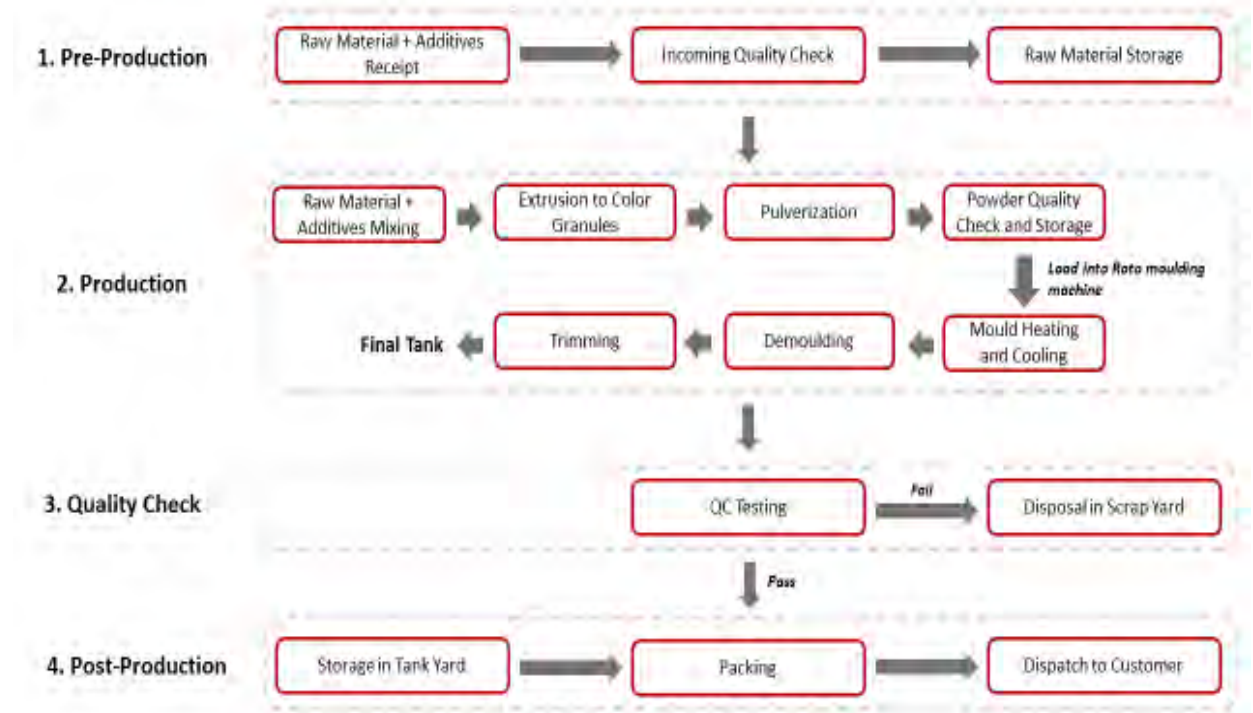 1. Pre-Production
Raw Material + Additives
Receipt
Incoming Quality Check
Raw Material Storage
Raw Material +
Additives Mixing
Extrusion to Color
Granules
Pulverization
Powder Quality
Check and Storage
2. Production
Load into Roto moulding
machine
Mould Heating
and Cooling
Demoulding
Trimming
Final Tank
3. Quality Check
QC Testing
Fail
Disposal in Scrap Yard
Pass
4. Post-Production
Storage in Tank Yard
Packing
Dispatch to Customer